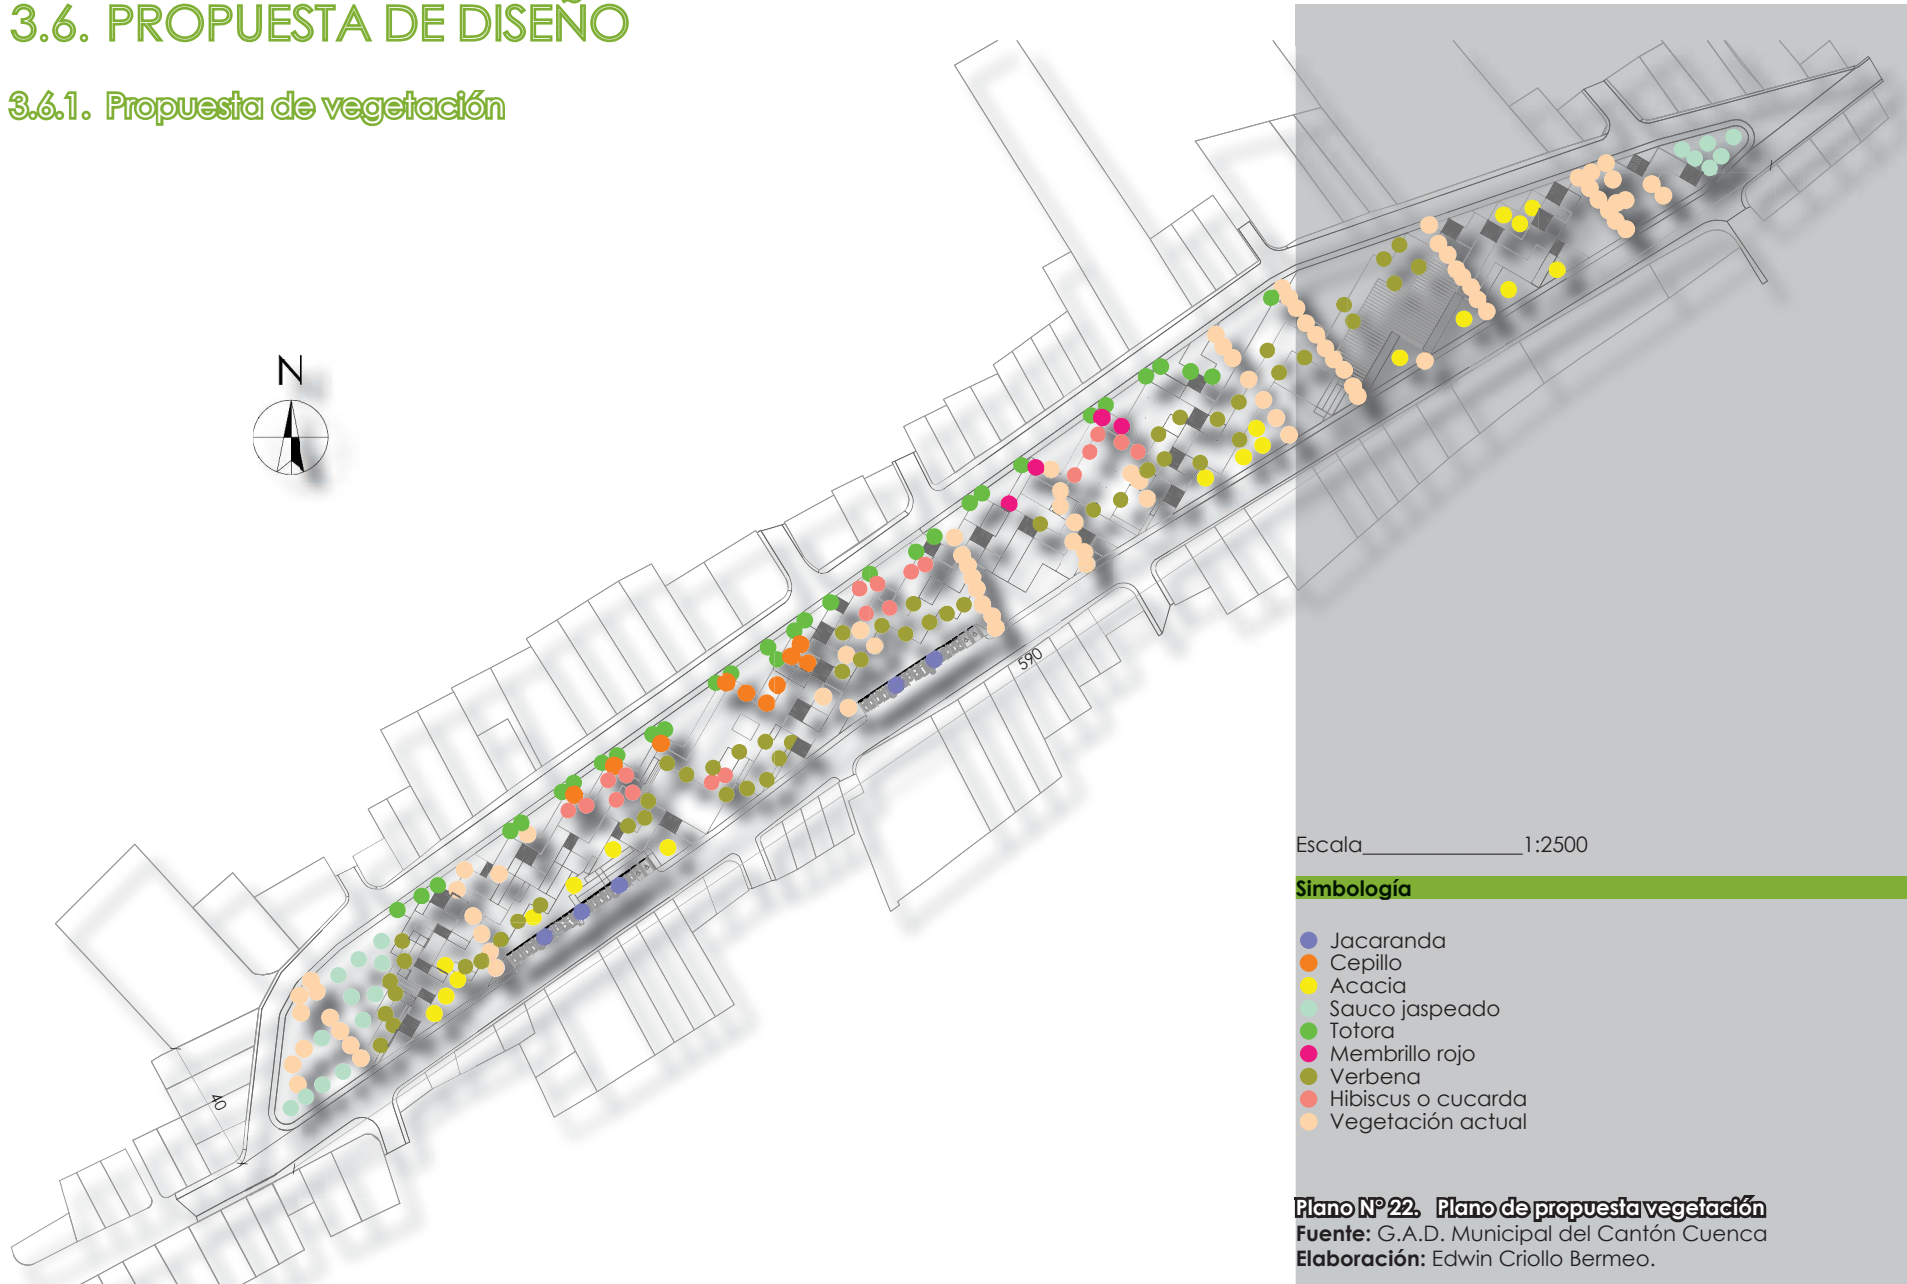 3.6. PROPUESTA DE DISEÑO
3.6.1. Propuesta de vegetación
N
590
40
Escala_______________1:2500
Simbología
Jacaranda
Cepillo
Acacia
Sauco jaspeado
Totora
Membrillo rojo
Verbena
Hibiscus o cucarda
Vegetación actual
Plano Nº 22. Plano de propuesta vegetación
Fuente: G.A.D. Municipal del Cantón Cuenca
Elaboración: Edwin Criollo Bermeo.